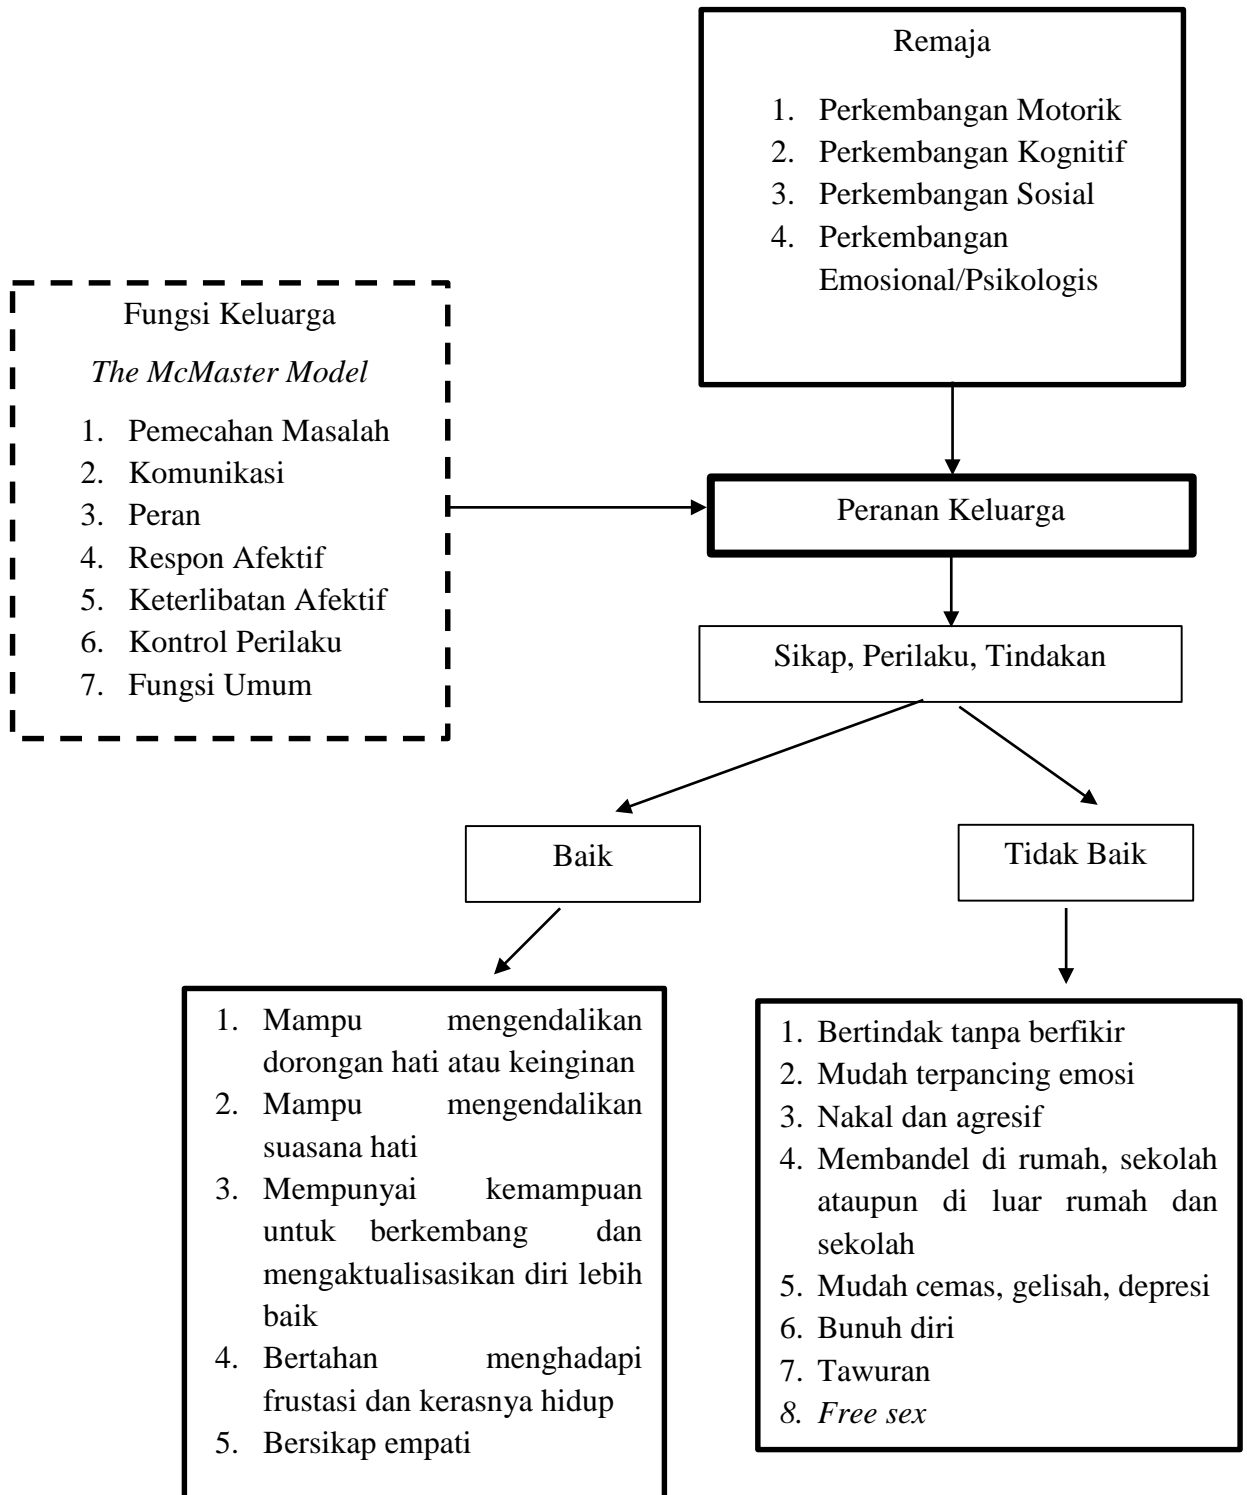 Remaja
1. Perkembangan Motorik
2. Perkembangan Kognitif
3. Perkembangan Sosial
4. Perkembangan
Emosional/Psikologis
Fungsi Keluarga
The McMaster Model
1. Pemecahan Masalah
2. Komunikasi
3. Peran
4. Respon Afektif
5. Keterlibatan Afektif
6. Kontrol Perilaku
7. Fungsi Umum
Peranan Keluarga
Sikap, Perilaku, Tindakan
Baik
Tidak Baik
1. Mampu mengendalikan
dorongan hati atau keinginan
2. Mampu mengendalikan
suasana hati
3. Mempunyai kemampuan
untuk berkembang dan
mengaktualisasikan diri lebih
baik
4. Bertahan menghadapi
frustasi dan kerasnya hidup
5. Bersikap empati
1. Bertindak tanpa berfikir
2. Mudah terpancing emosi
3. Nakal dan agresif
4. Membandel di rumah, sekolah
ataupun di luar rumah dan
sekolah
5. Mudah cemas, gelisah, depresi
6. Bunuh diri
7. Tawuran
8. Free sex